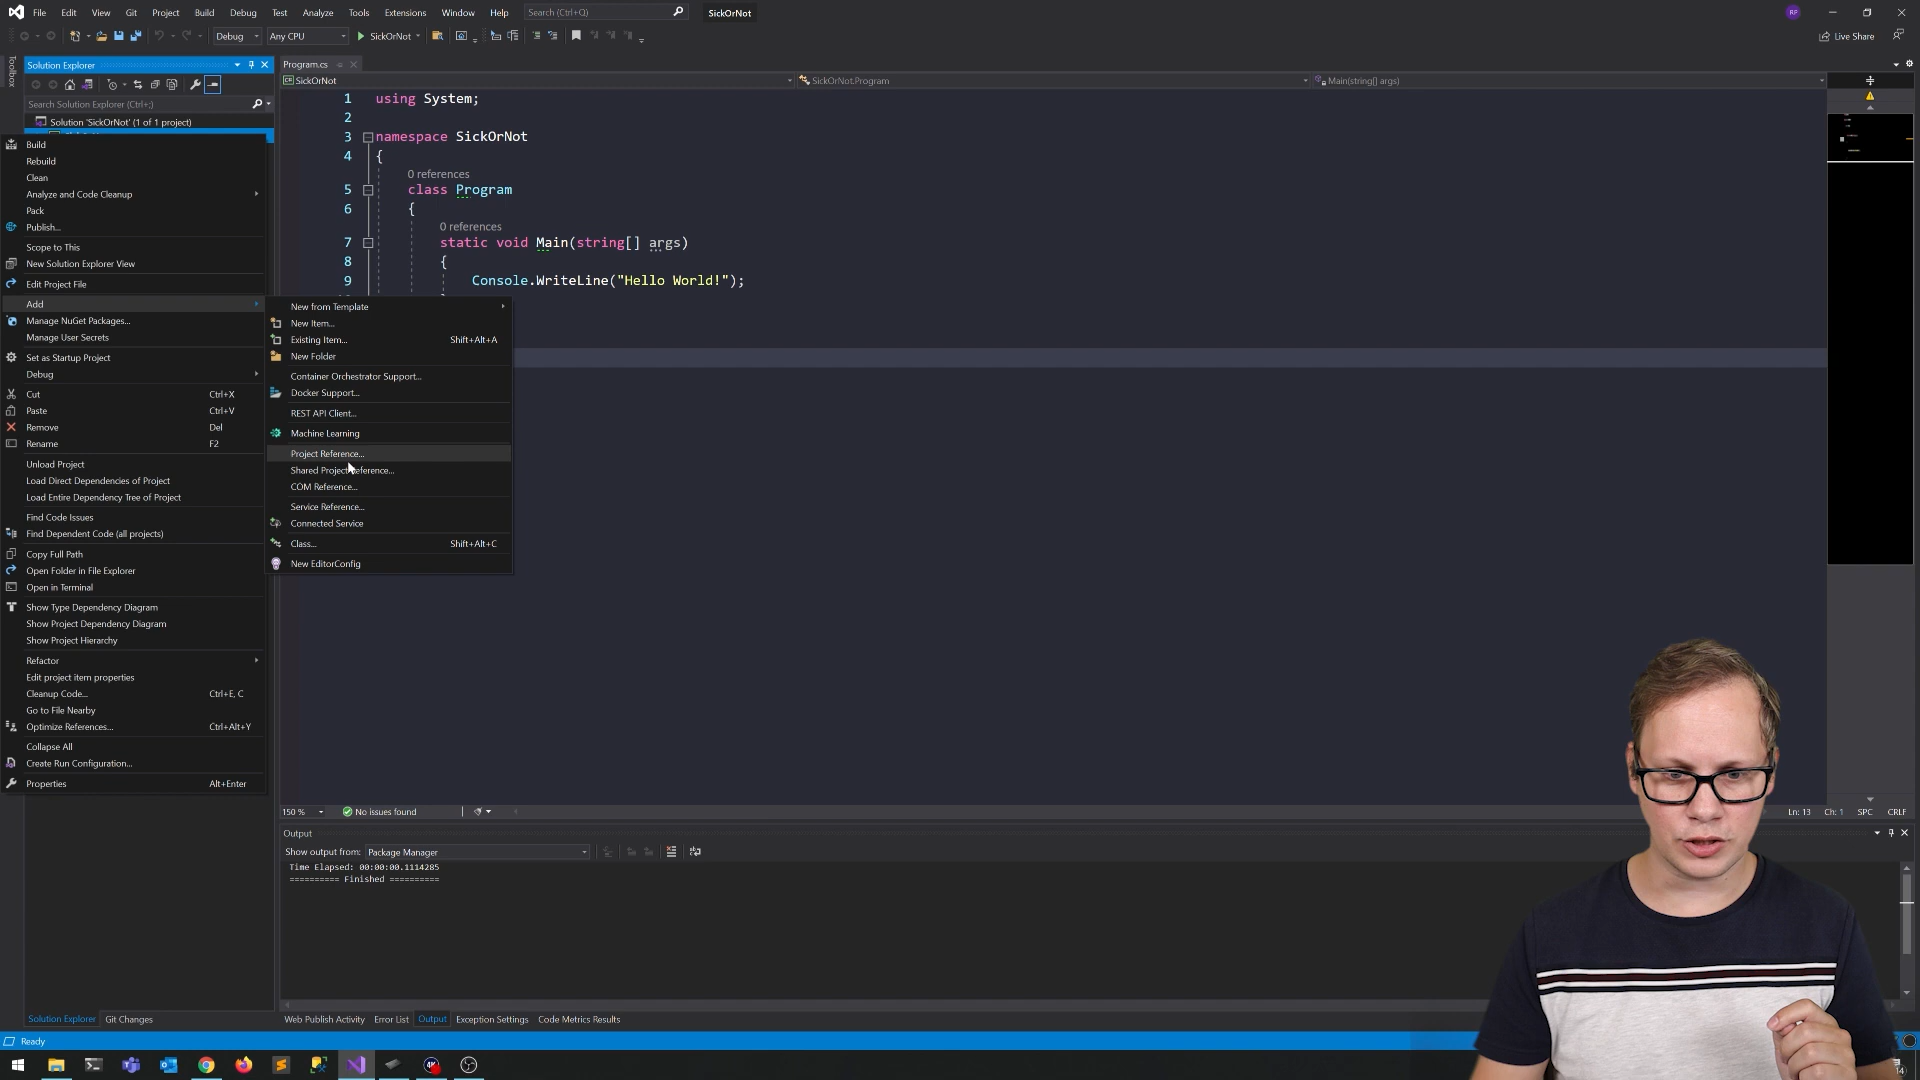 File Edit View Git Project Build Debug Test Analyze Tools Extensions Window Help Search (Ctrl+Q) SickOrNot RP
Debug Any CPU SickOrNot Live Share
Toolbox
Solution Explorer
Search Solution Explorer (Ctrl+;)
Solution 'SickOrNot' (1 of 1 project)
Build
Rebuild
Clean
Analyze and Code Cleanup
Pack
Publish...
Scope to This
New Solution Explorer View
Edit Project File
Add
Manage NuGet Packages...
Manage User Secrets
Set as Startup Project
Debug
Cut Ctrl+X
Paste Ctrl+V
Remove Del
Rename F2
Unload Project
Load Direct Dependencies of Project
Load Entire Dependency Tree of Project
Find Code Issues
Find Dependent Code (all projects)
Copy Full Path
Open Folder in File Explorer
Open in Terminal
Show Type Dependency Diagram
Show Project Dependency Diagram
Show Project Hierarchy
Refactor
Edit project item properties
Cleanup Code... Ctrl+E, C
Go to File Nearby
Optimize References... Ctrl+Alt+Y
Collapse All
Create Run Configuration...
Properties Alt+Enter
New from Template
New Item...
Existing Item... Shift+Alt+A
New Folder
Container Orchestrator Support...
Docker Support...
REST API Client...
Machine Learning
Project Reference...
Shared Project Reference...
COM Reference...
Service Reference...
Connected Service
Class... Shift+Alt+C
New EditorConfig
Program.cs
SickOrNot SickOrNot.Program Main(string[] args)
1 using System;
2
3 namespace SickOrNot
4 {
0 references
5 class Program
6 {
0 references
7 static void Main(string[] args)
8 {
9 Console.WriteLine("Hello World!");
150 % No issues found Ln: 13 Ch: 1 SPC CRLF
Output
Show output from: Package Manager
Time Elapsed: 00:00:00.1114285
========== Finished ==========
Solution Explorer Git Changes Web Publish Activity Error List Output Exception Settings Code Metrics Results
Ready